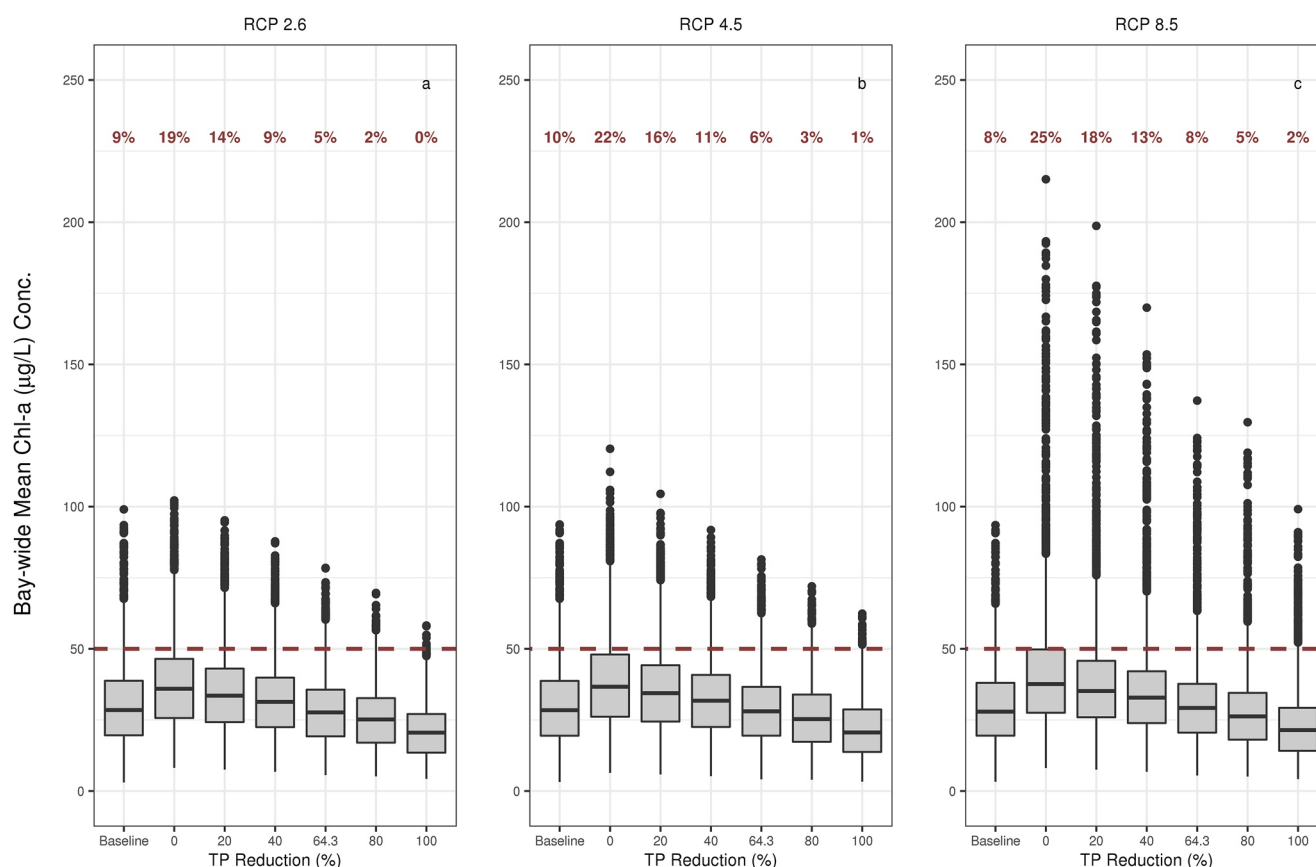 RCP 2.6
RCP 4.5
RCP 8.5
Bay-wide Mean Chl-a (µg/L) Conc.
250
200
150
100
50
0
a
9% 19% 14% 9% 5% 2% 0%
Baseline 0 20 40 64.3 80 100
TP Reduction (%)
250
200
150
100
50
0
b
10% 22% 16% 11% 6% 3% 1%
Baseline 0 20 40 64.3 80 100
TP Reduction (%)
250
200
150
100
50
0
c
8% 25% 18% 13% 8% 5% 2%
Baseline 0 20 40 64.3 80 100
TP Reduction (%)